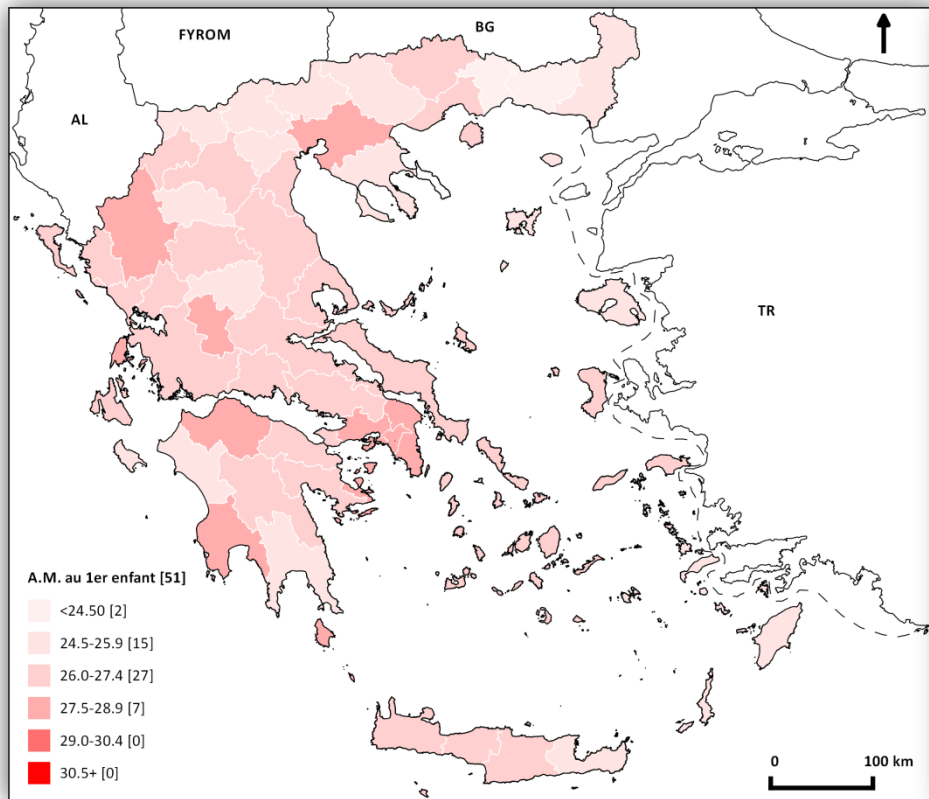 FYROM
BG
AL
TR
A.M. au 1er enfant [51]
<24.50 [2]
24.5-25.9 [15]
26.0-27.4 [27]
27.5-28.9 [7]
29.0-30.4 [0]
30.5+ [0]
0 100 km